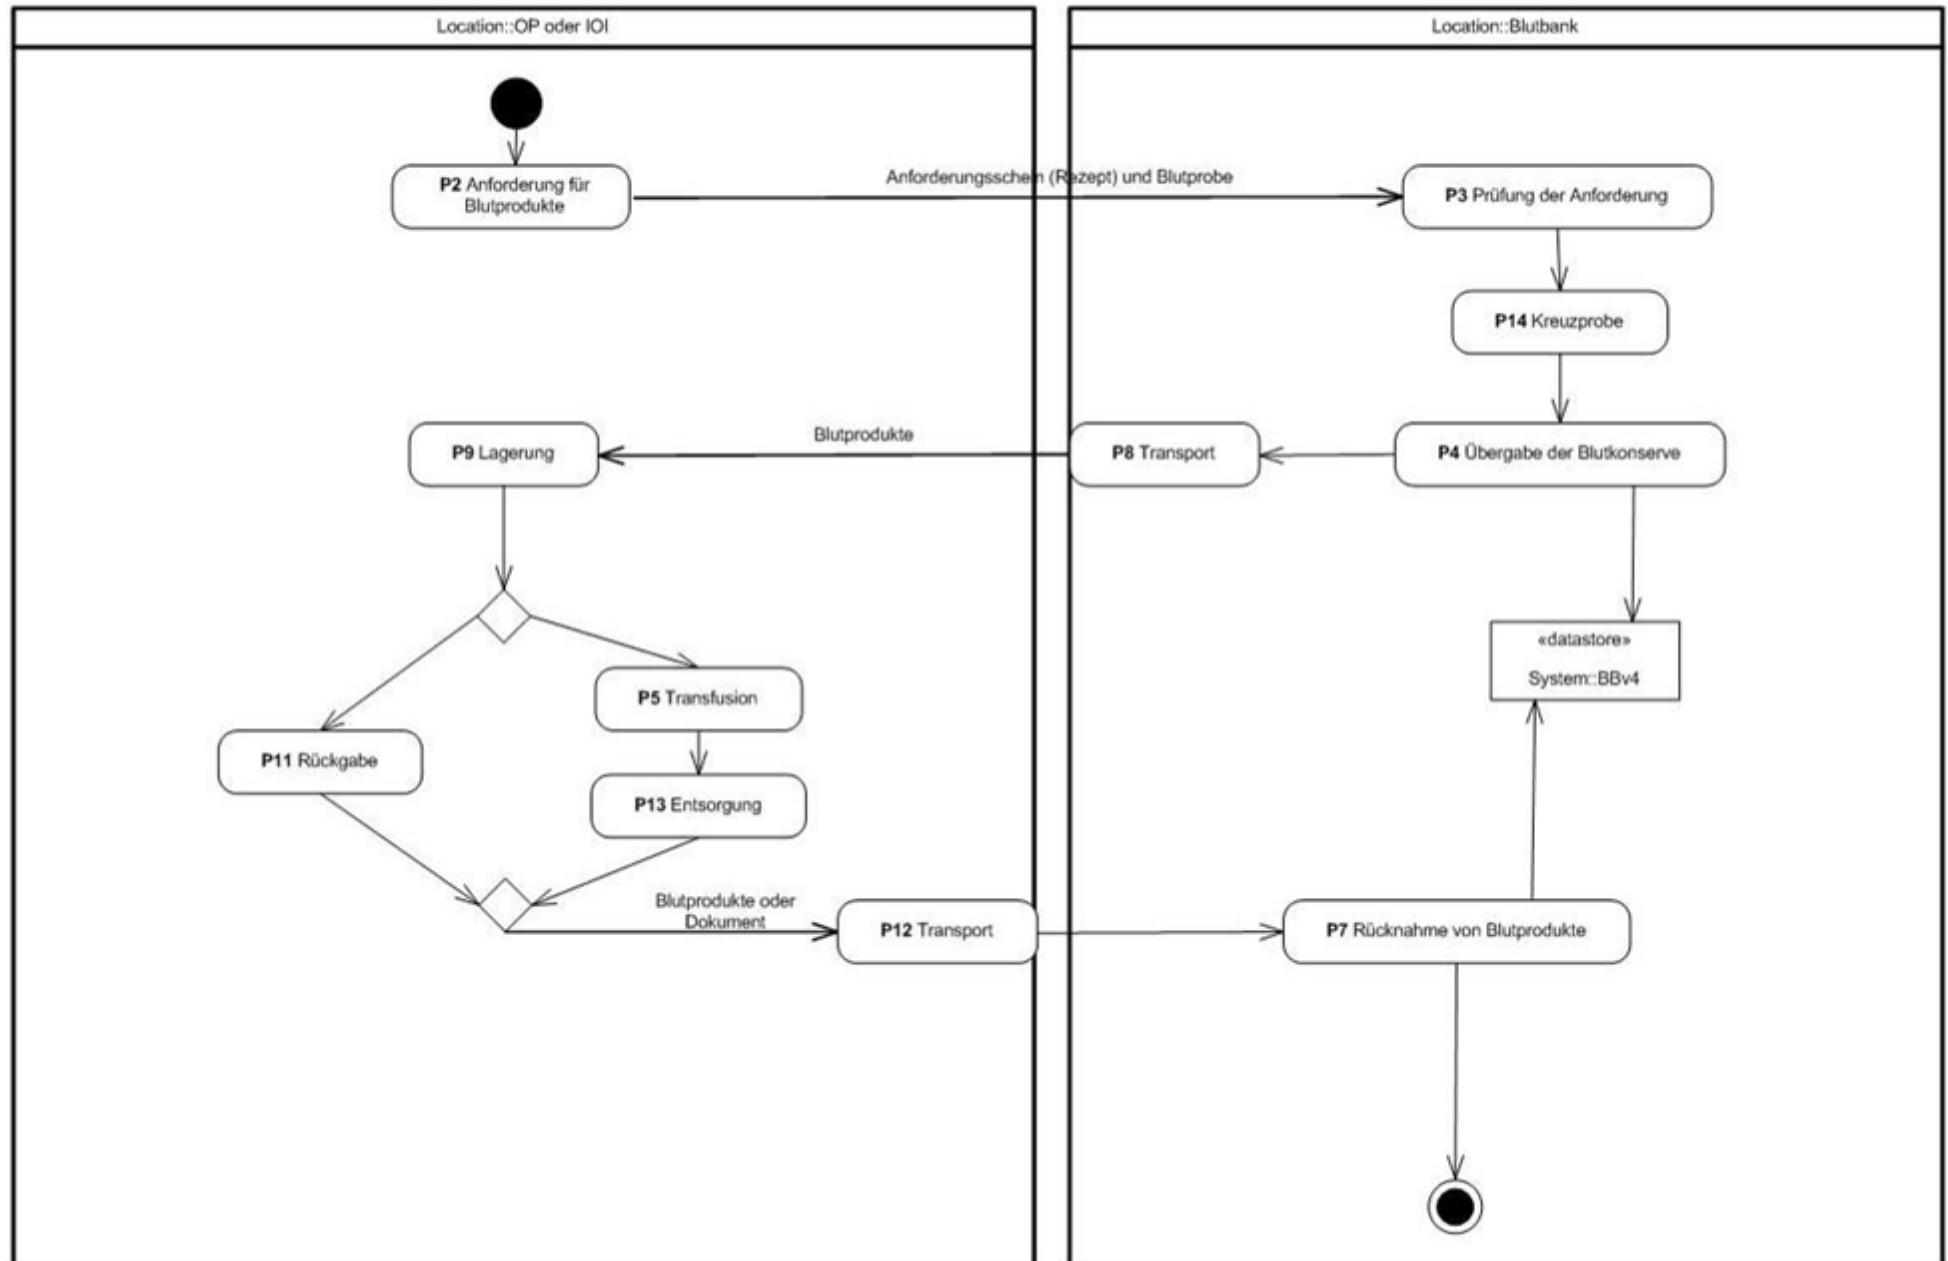 Location::OP oder IOI
Location::Blutbank
P2 Anforderung für
Blutprodukte
Anforderungsschein (Rezept) und Blutprobe
P3 Prüfung der Anforderung
P14 Kreuzprobe
P9 Lagerung
Blutprodukte
P8 Transport
P4 Übergabe der Blutkonserve
«datastore»
System::BBv4
P5 Transfusion
P11 Rückgabe
P13 Entsorgung
Blutprodukte oder
Dokument
P12 Transport
P7 Rücknahme von Blutprodukte